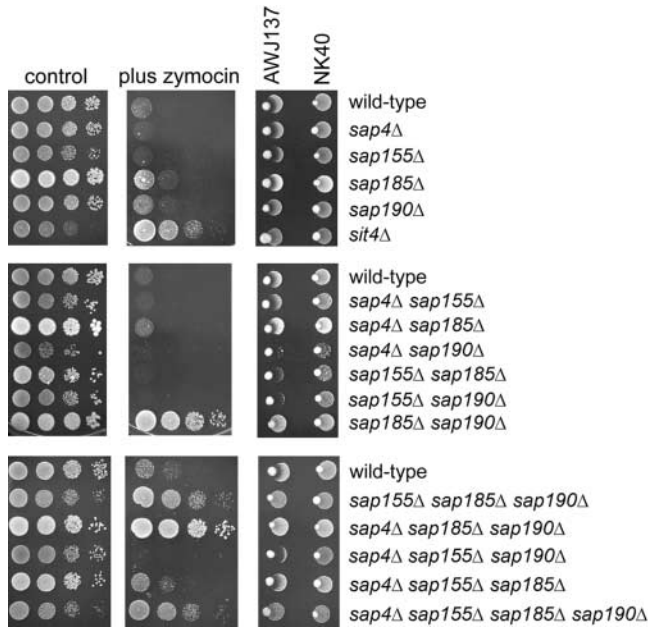 control
plus zymocin
AWJ137
NK40
wild-type
sap4Δ
sap155Δ
sap185Δ
sap190Δ
sit4Δ
wild-type
sap4Δ sap155Δ
sap4Δ sap185Δ
sap4Δ sap190Δ
sap155Δ sap185Δ
sap155Δ sap190Δ
sap185Δ sap190Δ
wild-type
sap155Δ sap185Δ sap190Δ
sap4Δ sap185Δ sap190Δ
sap4Δ sap155Δ sap190Δ
sap4Δ sap155Δ sap185Δ
sap4Δ sap155Δ sap185Δ sap190Δ